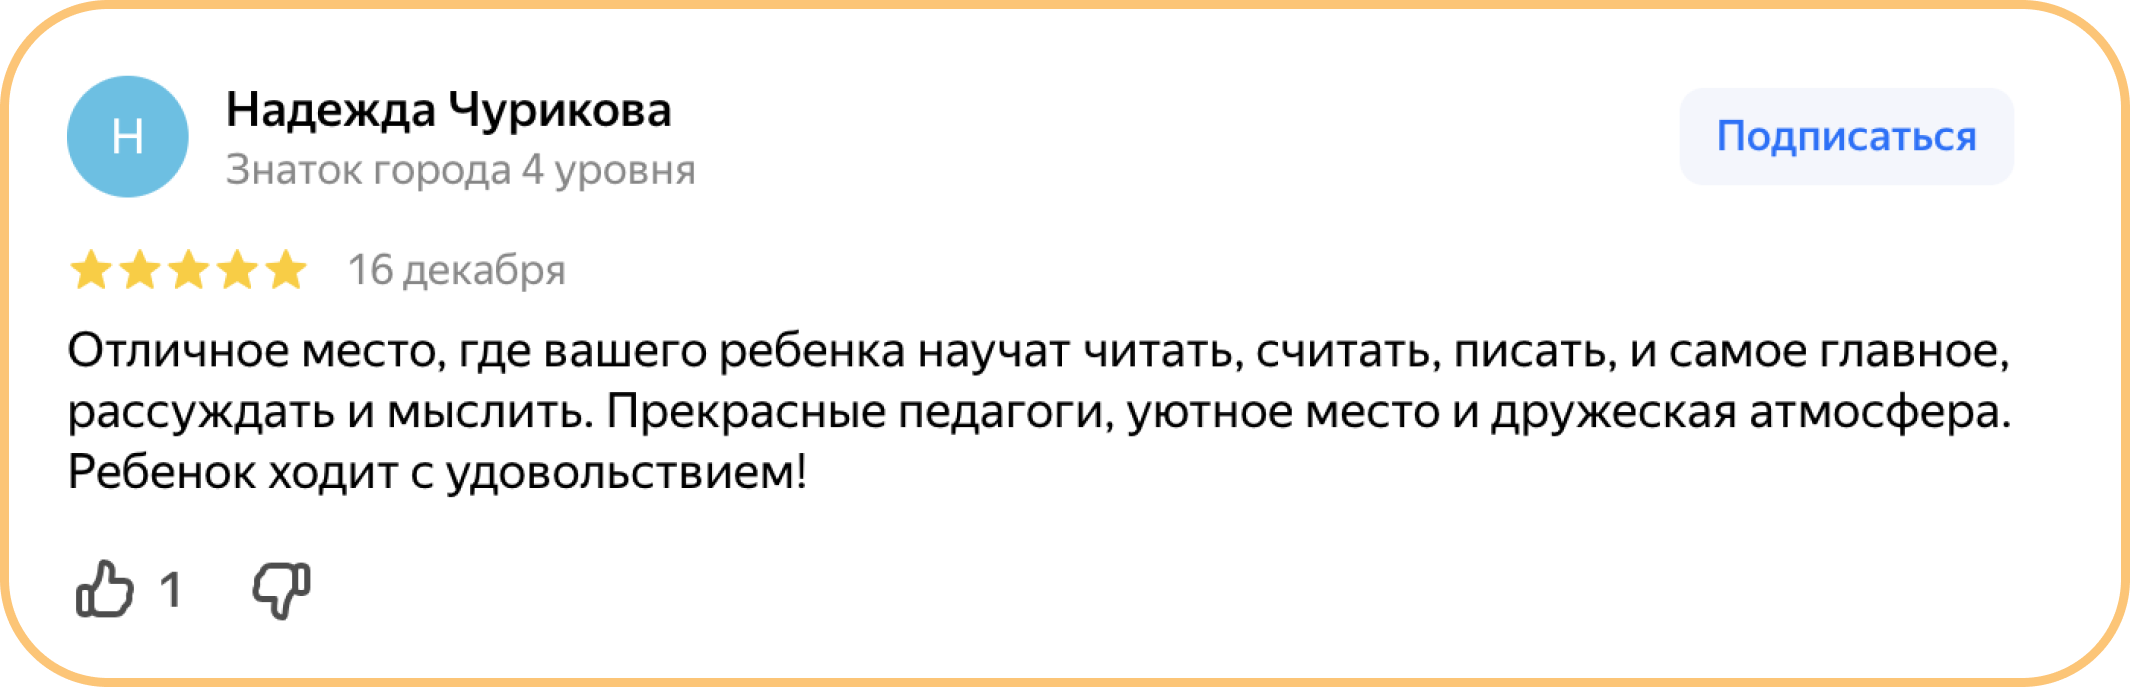 Н
Надежда Чурикова
Знаток города 4 уровня
Подписаться
16 декабря
Отличное место, где вашего ребенка научат читать, считать, писать, и самое главное,
рассуждать и мыслить. Прекрасные педагоги, уютное место и дружеская атмосфера.
Ребенок ходит с удовольствием!
1